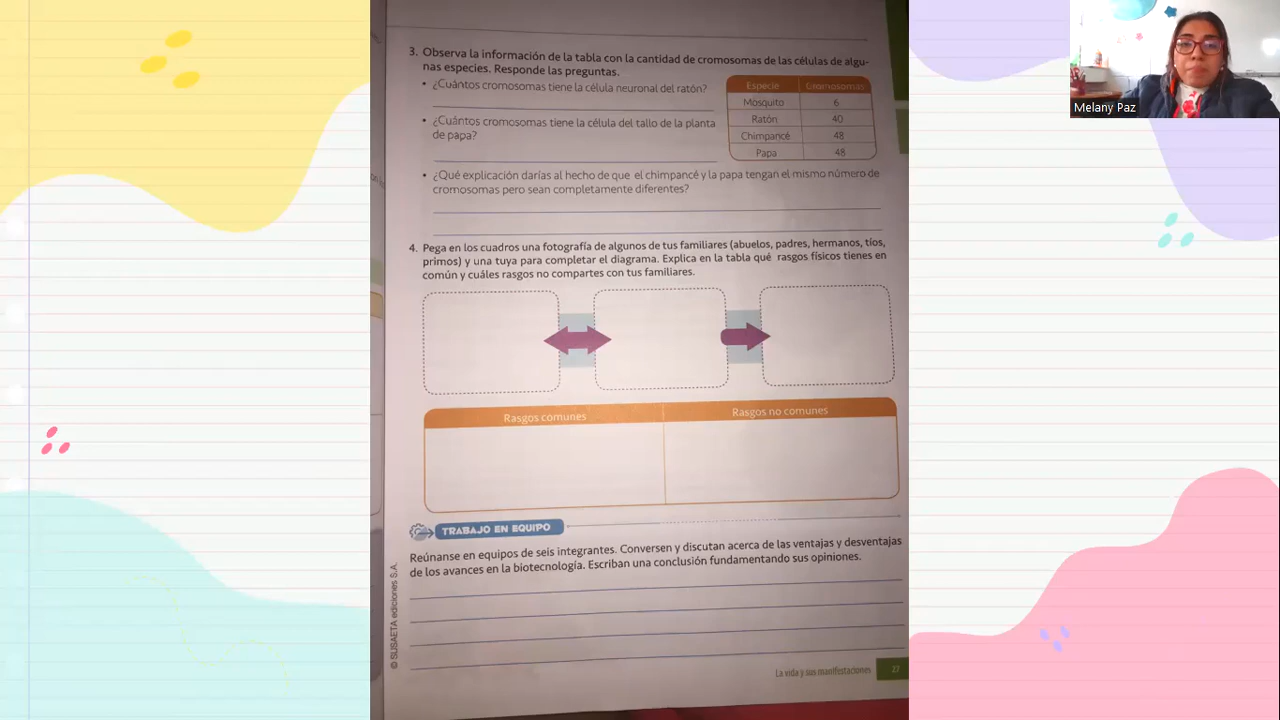 3. Observa la información de la tabla con la cantidad de cromosomas de las células de algu-
nas especies. Responde las preguntas.
• ¿Cuántos cromosomas tiene la célula neuronal del ratón?
• ¿Cuántos cromosomas tiene la célula del tallo de la planta
de papa?
Especie Cromosomas
Mosquito 6
Ratón 40
Chimpancé 48
Papa 48
• ¿Qué explicación darías al hecho de que el chimpancé y la papa tengan el mismo número de
cromosomas pero sean completamente diferentes?
4. Pega en los cuadros una fotografía de algunos de tus familiares (abuelos, padres, hermanos, tíos,
primos) y una tuya para completar el diagrama. Explica en la tabla qué rasgos físicos tienes en
común y cuáles rasgos no compartes con tus familiares.
Rasgos comunes Rasgos no comunes
TRABAJO EN EQUIPO
Reúnanse en equipos de seis integrantes. Conversen y discutan acerca de las ventajas y desventajas
de los avances en la biotecnología. Escriban una conclusión fundamentando sus opiniones.
© SUSAETA ediciones S.A.
La vida y sus manifestaciones 27
Melany Paz